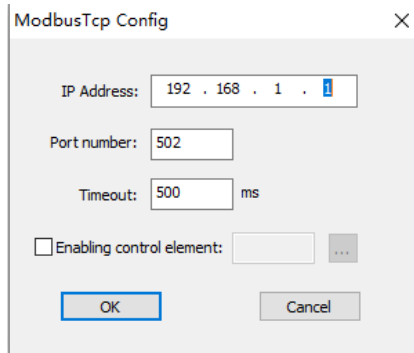 ModbusTcp Config
IP Address: 192 . 168 . 1 . 1
Port number: 502
Timeout: 500 ms
Enabling control element: ...
OK Cancel